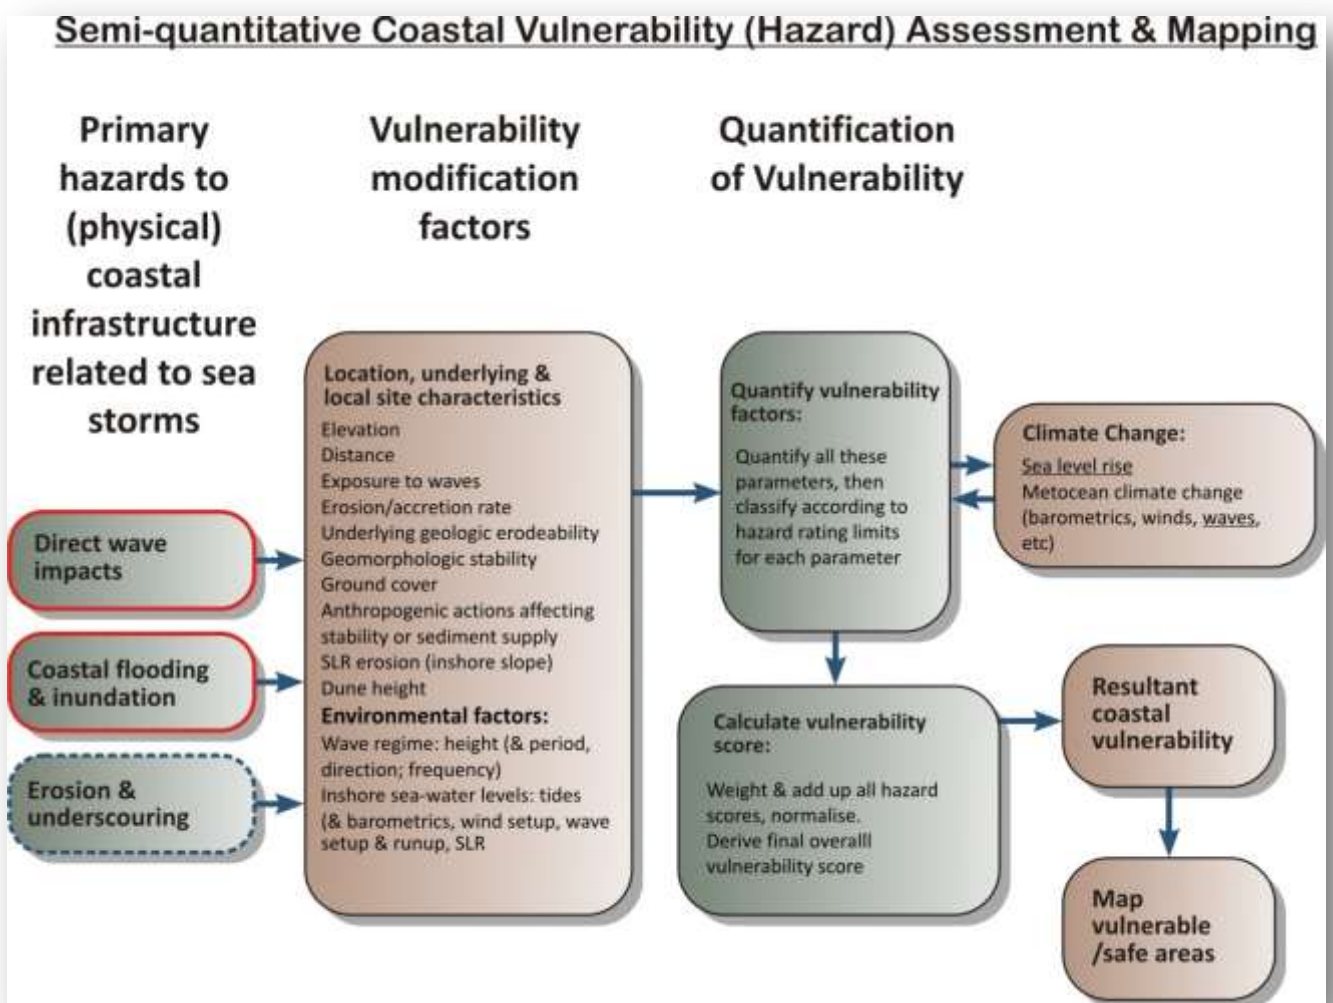 Semi-quantitative Coastal Vulnerability (Hazard) Assessment & Mapping
Primary
hazards to
(physical)
coastal
infrastructure
related to sea
storms
Vulnerability
modification
factors
Quantification
of Vulnerability
Direct wave
impacts
Coastal flooding
& inundation
Erosion &
underscouring
Location, underlying &
local site characteristics
Elevation
Distance
Exposure to waves
Erosion/accretion rate
Underlying geologic erodeability
Geomorphologic stability
Ground cover
Anthropogenic actions affecting
stability or sediment supply
SLR erosion (inshore slope)
Dune height
Environmental factors:
Wave regime: height (& period,
direction; frequency)
Inshore sea-water levels: tides
(& barometrics, wind setup, wave
setup & runup, SLR
Quantify vulnerability
factors:
Quantify all these
parameters, then
classify according to
hazard rating limits
for each parameter
Climate Change:
Sea level rise
Metocean climate change
(barometrics, winds, waves,
etc)
Calculate vulnerability
score:
Weight & add up all hazard
scores, normalise.
Derive final overalll
vulnerability score
Resultant
coastal
vulnerability
Map
vulnerable
/safe areas